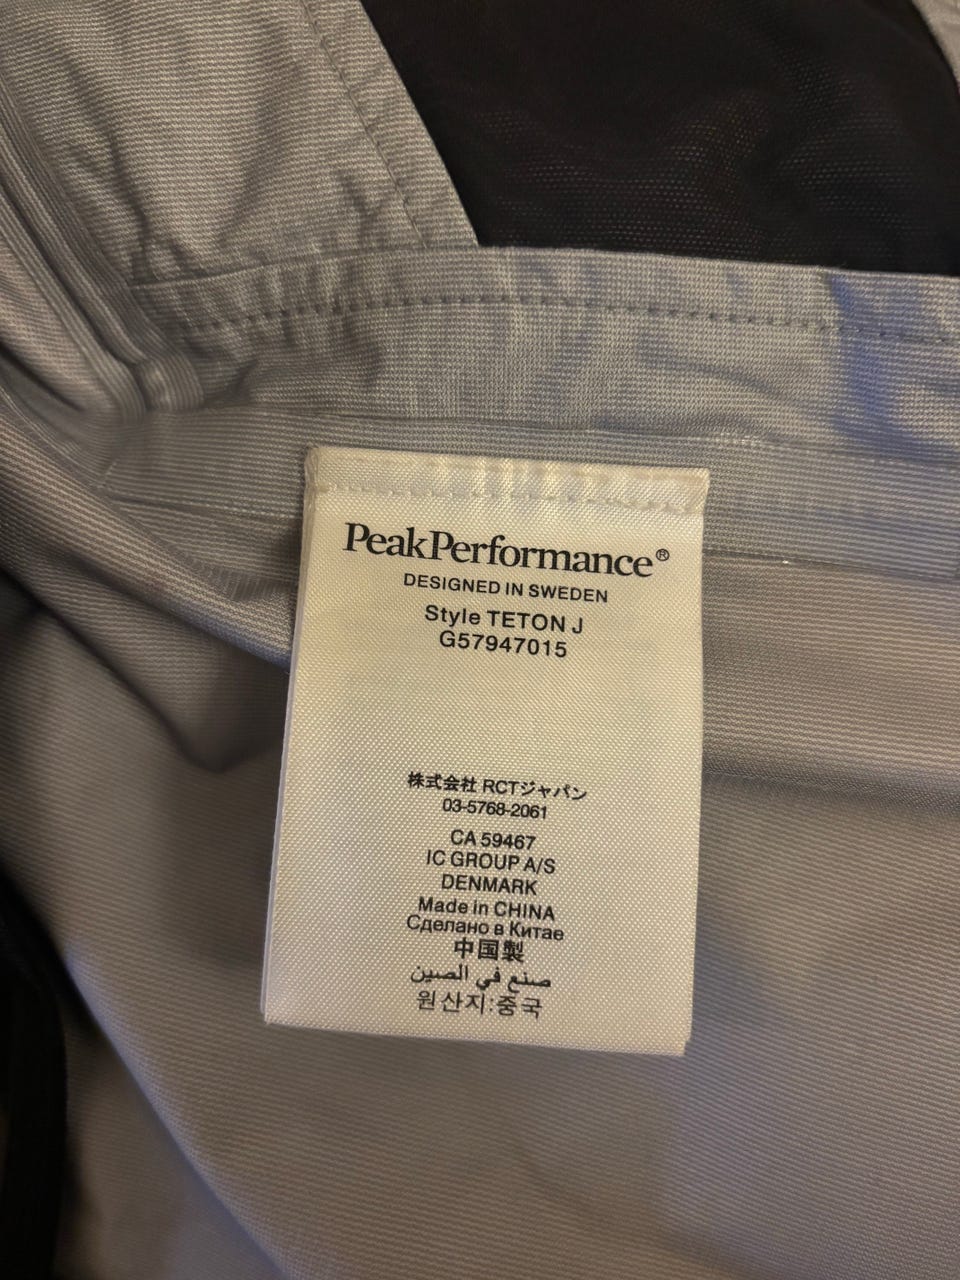 PeakPerformance®
DESIGNED IN SWEDEN
Style TETON J
G57947015
株式会社 RCTジャパン
03-5768-2061
CA 59467
IC GROUP A/S
DENMARK
Made in CHINA
Сделано в Китае
中国製
صنع في الصين
원산지:중국